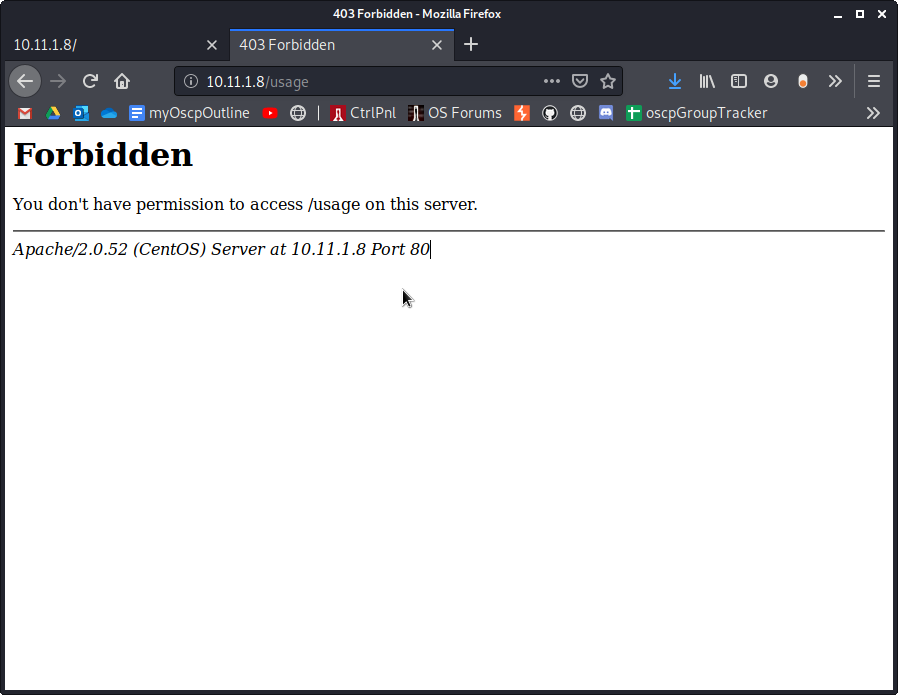 403 Forbidden - Mozilla Firefox
10.11.1.8/
403 Forbidden
10.11.1.8/usage
myOscpOutline
CtrlPnl
OS Forums
oscpGroupTracker
Forbidden
You don't have permission to access /usage on this server.
Apache/2.0.52 (CentOS) Server at 10.11.1.8 Port 80